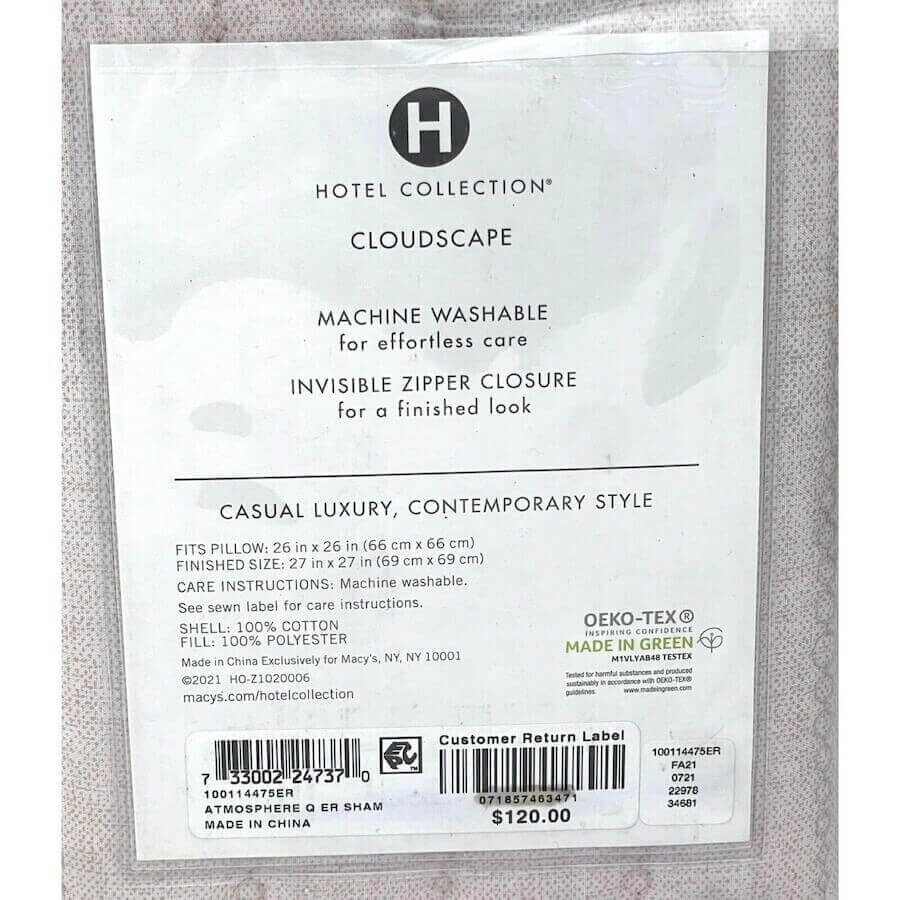 H
HOTEL COLLECTION®
CLOUDSCAPE
MACHINE WASHABLE
for effortless care
INVISIBLE ZIPPER CLOSURE
for a finished look
CASUAL LUXURY, CONTEMPORARY STYLE
FITS PILLOW: 26 in x 26 in (66 cm x 66 cm)
FINISHED SIZE: 27 in x 27 in (69 cm x 69 cm)
CARE INSTRUCTIONS: Machine washable.
See sewn label for care instructions.
SHELL: 100% COTTON
FILL: 100% POLYESTER
Made in China Exclusively for Macy's, NY, NY 10001
©2021 HO-Z1020006
macys.com/hotelcollection
OEKO-TEX®
INSPIRING CONFIDENCE
MADE IN GREEN
M1VLYAB48 TESTEX
Tested for harmful substances and produced
sustainably in accordance with OEKO-TEX®
guidelines. www.madeingreen.com
7 33002 24737 0
100114475ER
ATMOSPHERE Q ER SHAM
MADE IN CHINA
EPC™
Customer Return Label
071857463471
$120.00
100114475ER
FA21
0721
22978
34681